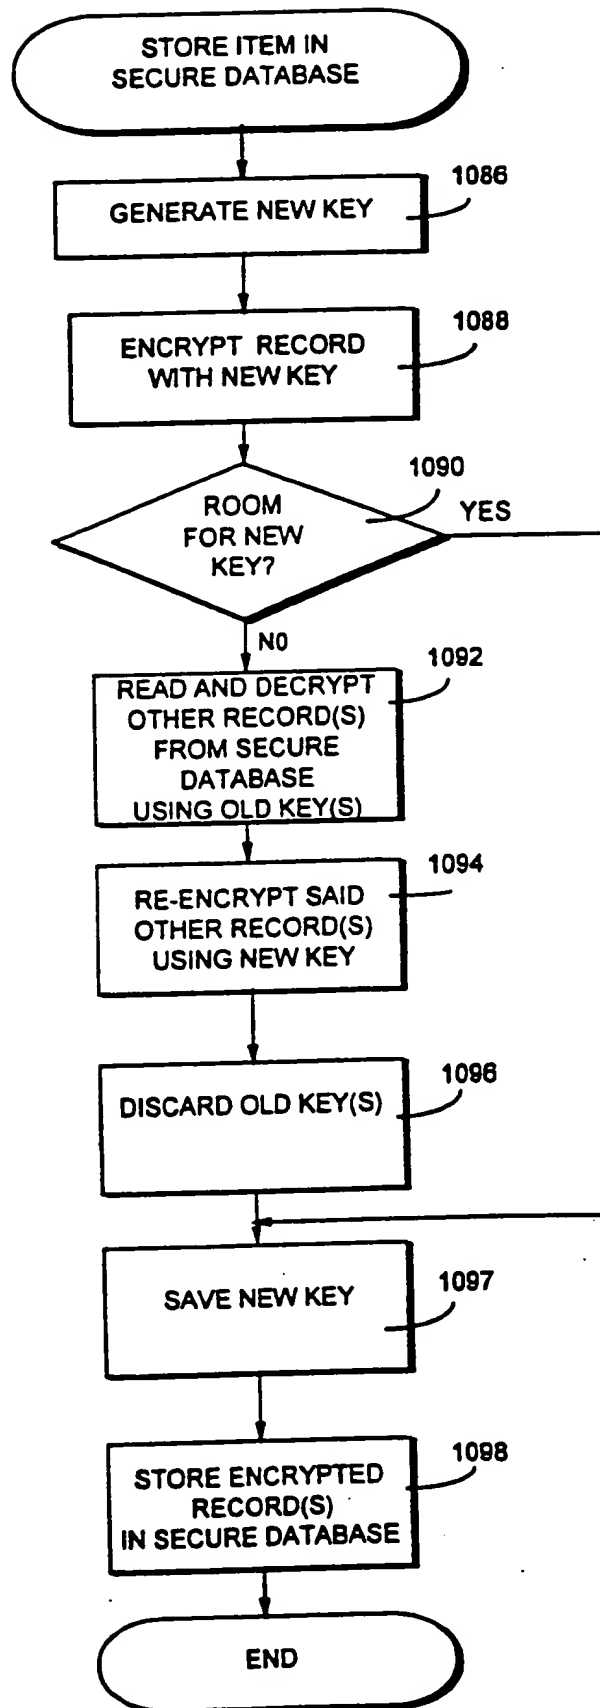 STORE ITEM IN
SECURE DATABASE
1086
GENERATE NEW KEY
1088
ENCRYPT RECORD
WITH NEW KEY
1090
ROOM
FOR NEW
KEY?
YES
NO
1092
READ AND DECRYPT
OTHER RECORD(S)
FROM SECURE
DATABASE
USING OLD KEY(S)
1094
RE-ENCRYPT SAID
OTHER RECORD(S)
USING NEW KEY
1096
DISCARD OLD KEY(S)
1097
SAVE NEW KEY
1098
STORE ENCRYPTED
RECORD(S)
IN SECURE DATABASE
END